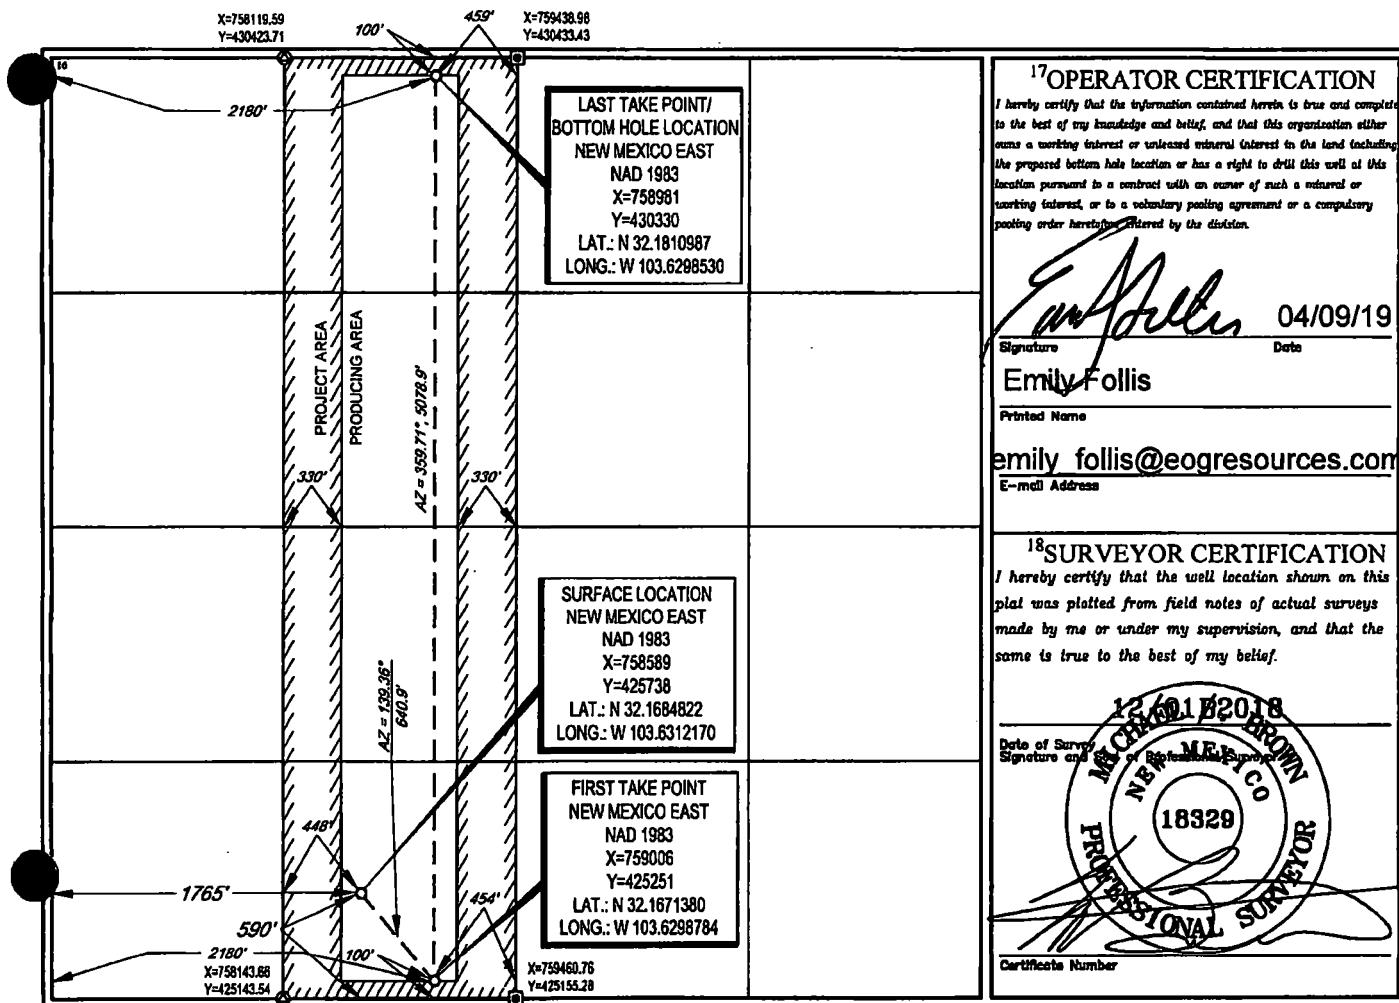 X=758119.59
Y=430423.71
100'
459'
X=759438.98
Y=430433.43
10
2180'
LAST TAKE POINT/
BOTTOM HOLE LOCATION
NEW MEXICO EAST
NAD 1983
X=758981
Y=430330
LAT.: N 32.1810987
LONG.: W 103.6298530
PROJECT AREA
PRODUCING AREA
AZ = 359.71°, 5078.9'
330'
330'
SURFACE LOCATION
NEW MEXICO EAST
NAD 1983
X=758589
Y=425738
LAT.: N 32.1684822
LONG.: W 103.6312170
AZ = 139.36°
640.9'
FIRST TAKE POINT
NEW MEXICO EAST
NAD 1983
X=759006
Y=425251
LAT.: N 32.1671380
LONG.: W 103.6298784
448'
1765'
590'
454'
2180'
100'
X=758143.66
Y=425143.54
X=759460.76
Y=425155.28
17 OPERATOR CERTIFICATION
I hereby certify that the information contained herein is true and complete
to the best of my knowledge and belief, and that this organization either
owns a working interest or unleased mineral interest in the land including
the proposed bottom hole location or has a right to drill this well at this
location pursuant to a contract with an owner of such a mineral or
working interest, or to a voluntary pooling agreement or a compulsory
pooling order heretofore entered by the division.
04/09/19
Signature
Date
Emily Follis
Printed Name
emily_follis@eogresources.com
E-mail Address
18 SURVEYOR CERTIFICATION
I hereby certify that the well location shown on this
plat was plotted from field notes of actual surveys
made by me or under my supervision, and that the
same is true to the best of my belief.
Date of Survey
Signature and of Professional Surveyor
MICHAEL BROWN
NEW MEXICO
18329
PROFESSIONAL SURVEYOR
Certificate Number